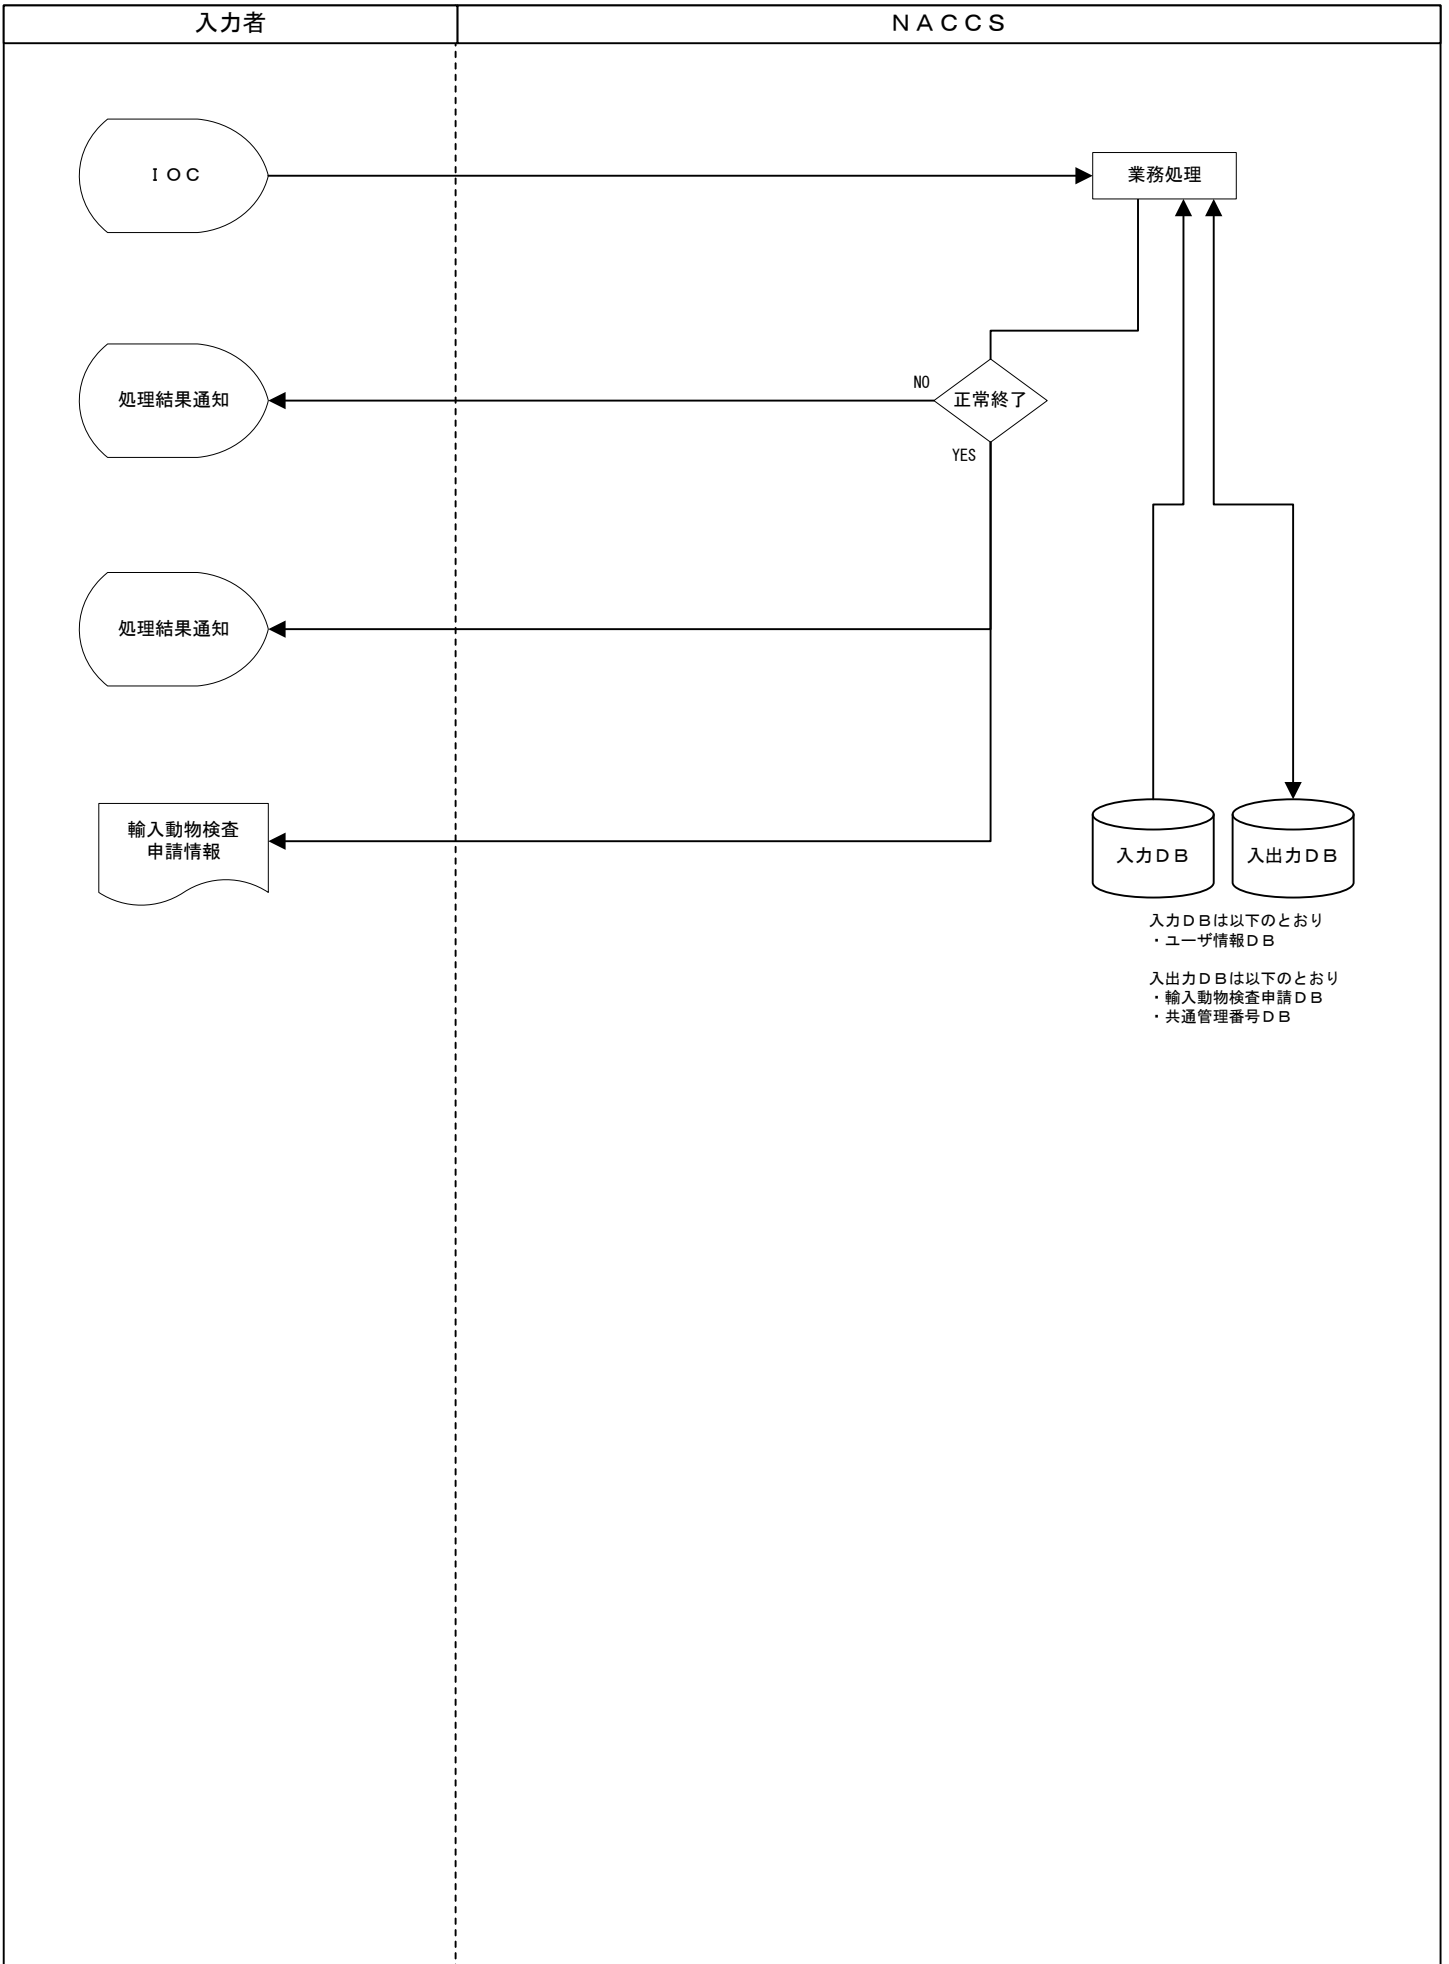 入力者
ＮＡＣＣＳ
ＩＯＣ
業務処理
処理結果通知
NO
正常終了
YES
処理結果通知
輸入動物検査
申請情報
入力ＤＢ
入出力ＤＢ
入力ＤＢは以下のとおり
・ユーザ情報ＤＢ
入出力ＤＢは以下のとおり
・輸入動物検査申請ＤＢ
・共通管理番号ＤＢ